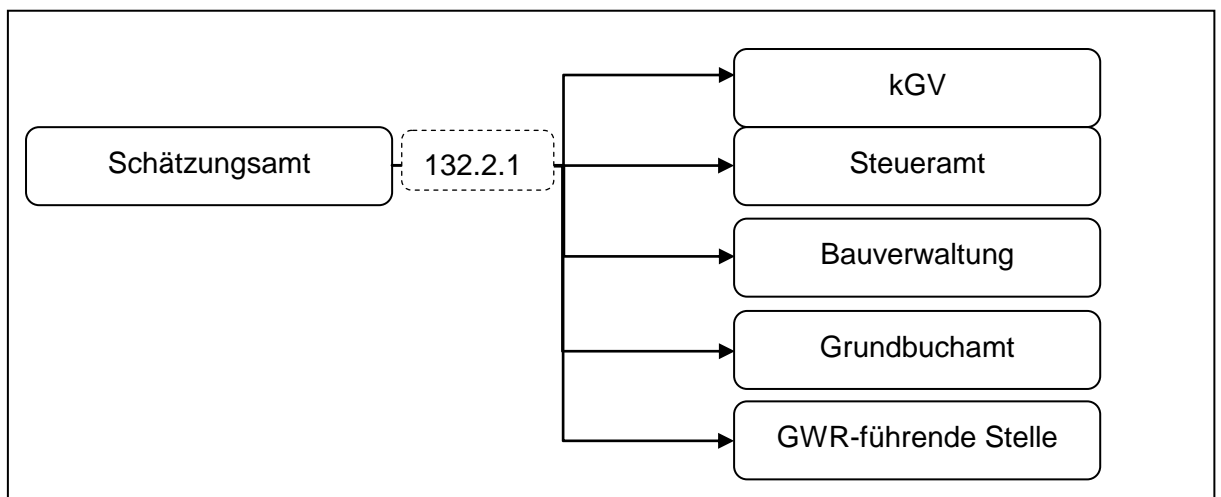 kGV
Schätzungsamt
132.2.1
Steueramt
Bauverwaltung
Grundbuchamt
GWR-führende Stelle